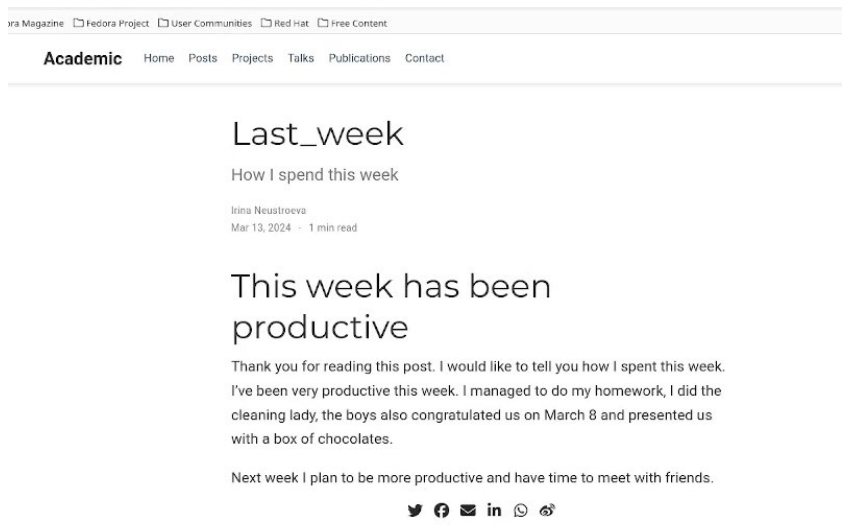 ora Magazine Fedora Project User Communities Red Hat Free Content
Academic Home Posts Projects Talks Publications Contact
Last_week
How I spend this week
Irina Neustroeva
Mar 13, 2024 · 1 min read
This week has been
productive
Thank you for reading this post. I would like to tell you how I spent this week.
I've been very productive this week. I managed to do my homework, I did the
cleaning lady, the boys also congratulated us on March 8 and presented us
with a box of chocolates.
Next week I plan to be more productive and have time to meet with friends.